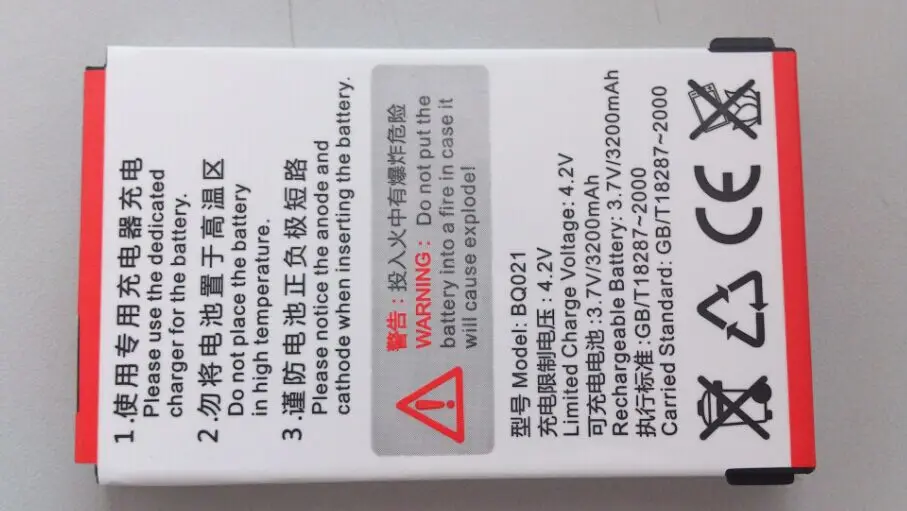 1.使用专用充电器充电
Please use the dedicated
charger for the battery.
2.勿将电池置于高温区
Do not place the battery
in high temperature.
3.谨防电池正负极短路
Please notice the anode and
cathode when inserting the battery.
警告：投入火中有爆炸危险
WARNING： Do not put the
battery into a fire in case it
will cause explode!
型号 Model: BQ021
充电限制电压：4.2V
Limited Charge Voltage: 4.2V
可充电电池:3.7V/3200mAh
Rechargeable Battery: 3.7V/3200mAh
执行标准:GB/T18287~2000
Carried Standard: GB/T18287~2000
CE